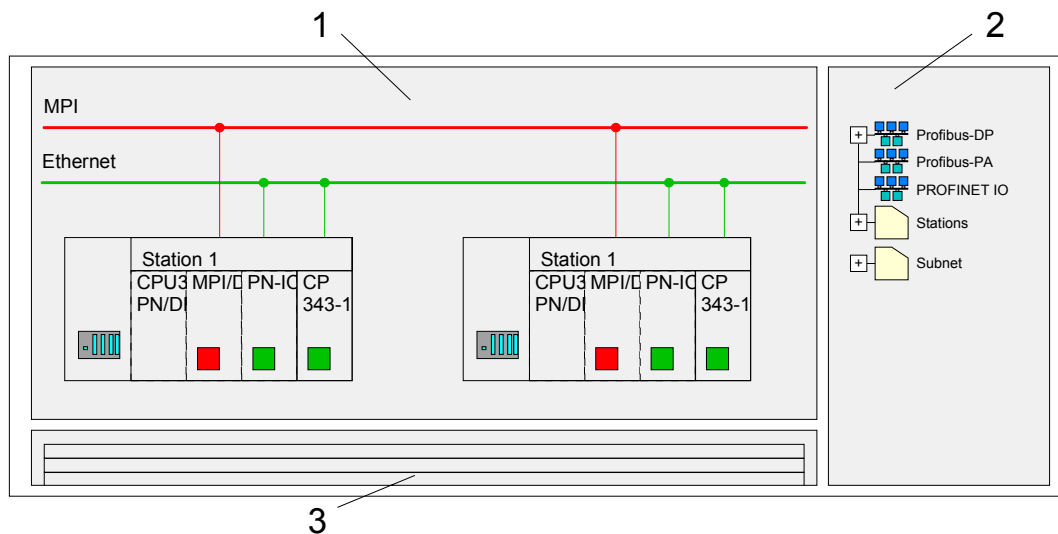 1
2
MPI
Ethernet
Station 1
CPU3 MPI/D PN-IO CP
PN/DI 343-1
Station 1
CPU3 MPI/D PN-IO CP
PN/DI 343-1
Profibus-DP
Profibus-PA
PROFINET IO
Stations
Subnet
3